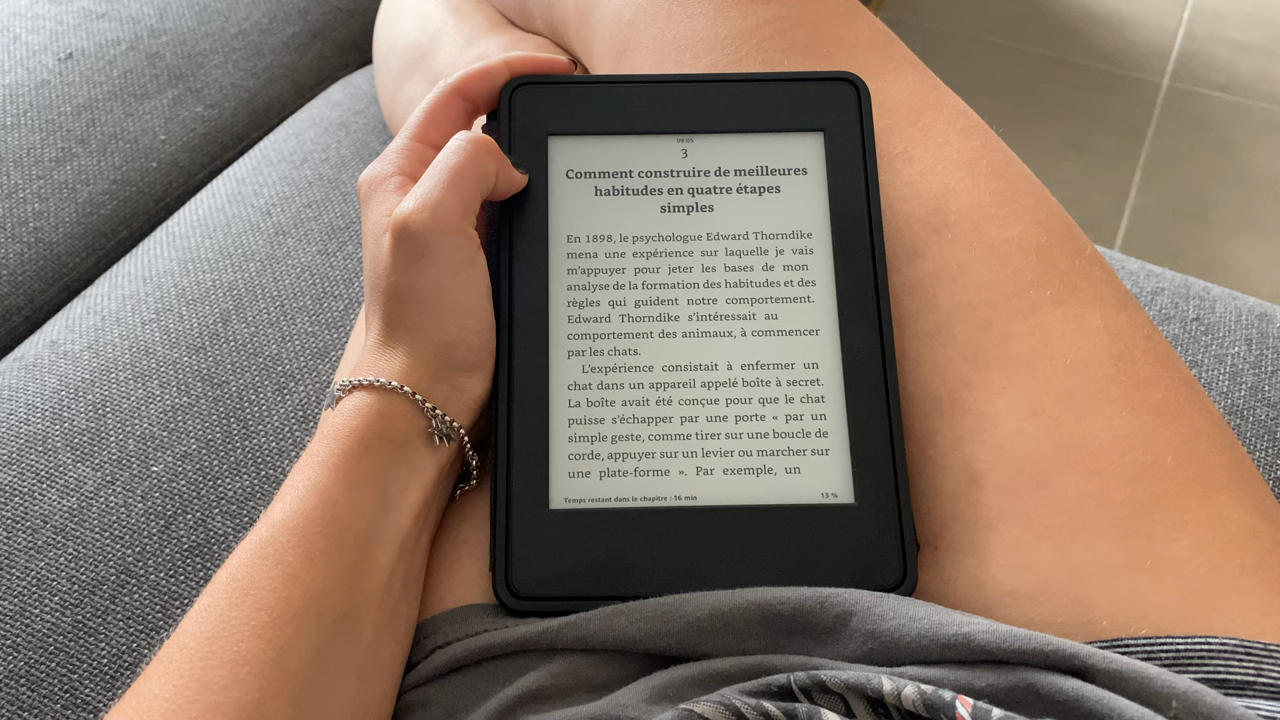 09:05
3
Comment construire de meilleures
habitudes en quatre étapes
simples
En 1898, le psychologue Edward Thorndike
mena une expérience sur laquelle je vais
m'appuyer pour jeter les bases de mon
analyse de la formation des habitudes et des
règles qui guident notre comportement.
Edward Thorndike s'intéressait au
comportement des animaux, à commencer
par les chats.
L'expérience consistait à enfermer un
chat dans un appareil appelé boîte à secret.
La boîte avait été conçue pour que le chat
puisse s'échapper par une porte « par un
simple geste, comme tirer sur une boucle de
corde, appuyer sur un levier ou marcher sur
une plate-forme ». Par exemple, un
Temps restant dans le chapitre : 16 min
13 %